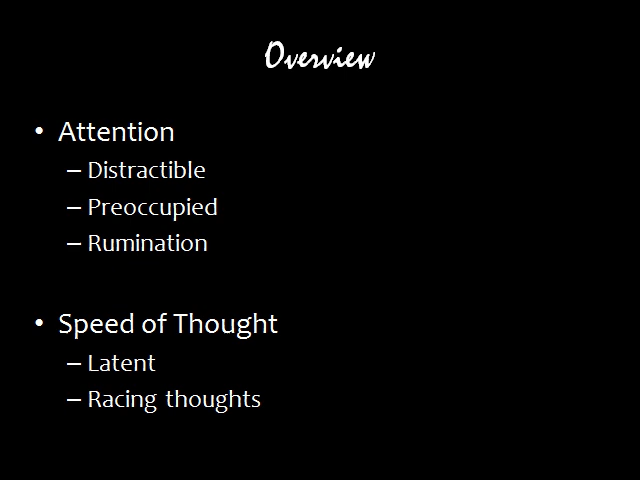 Overview
• Attention
– Distractible
– Preoccupied
– Rumination
• Speed of Thought
– Latent
– Racing thoughts